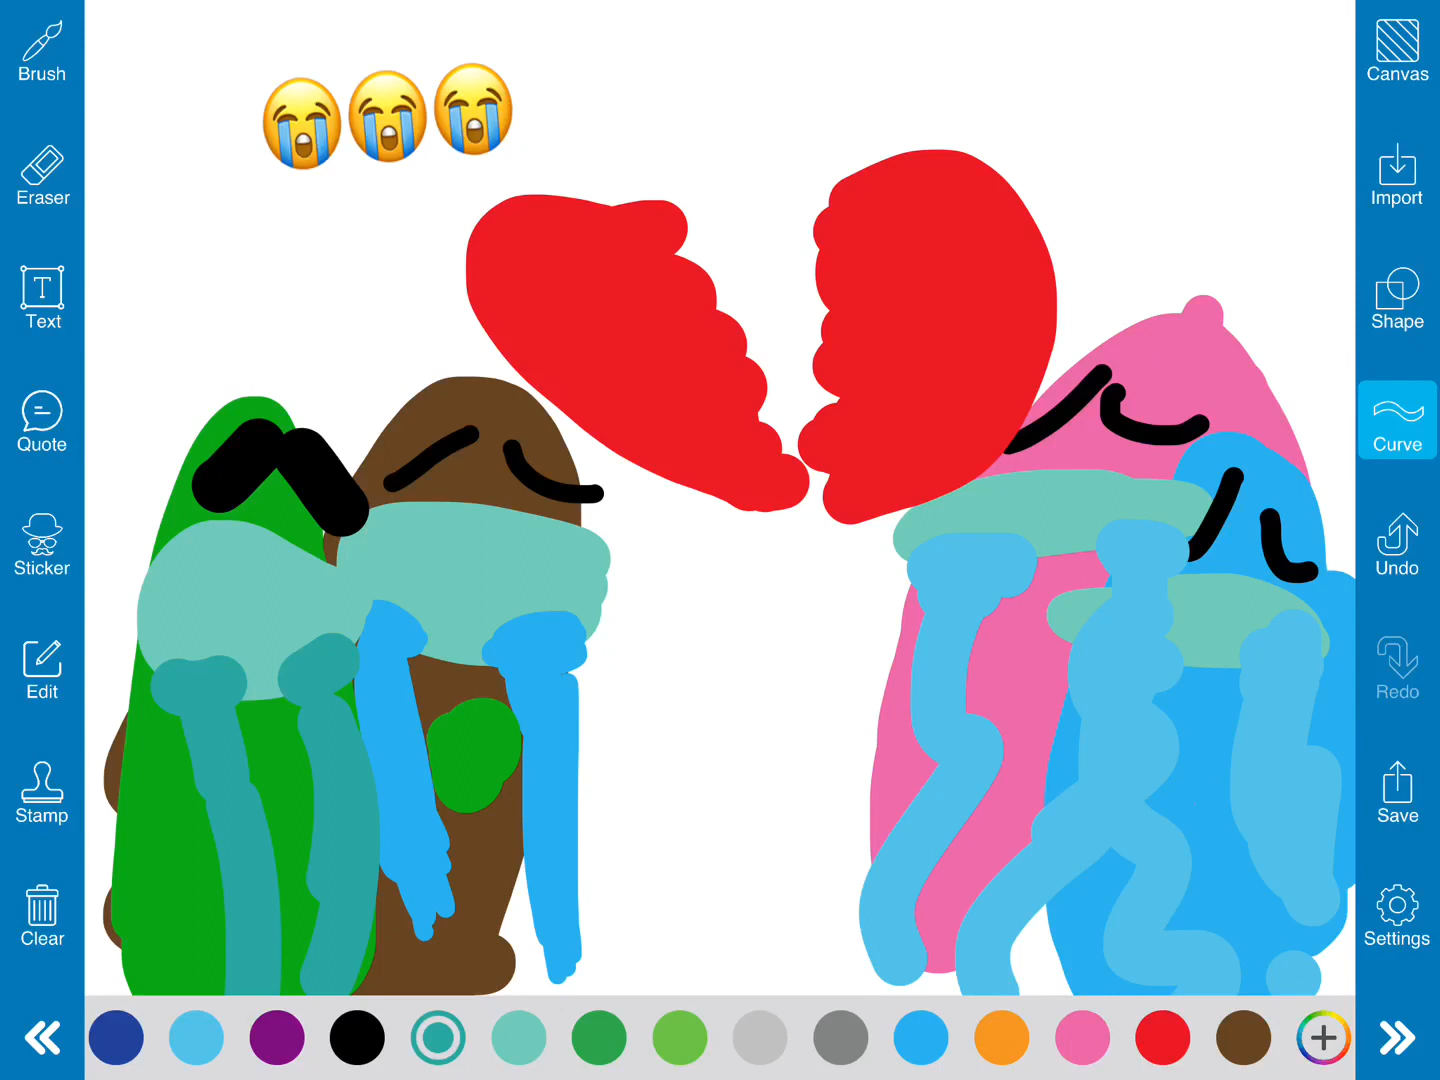 Brush
Eraser
Text
Quote
Sticker
Edit
Stamp
Clear
Canvas
Import
Shape
Curve
Undo
Redo
Save
Settings